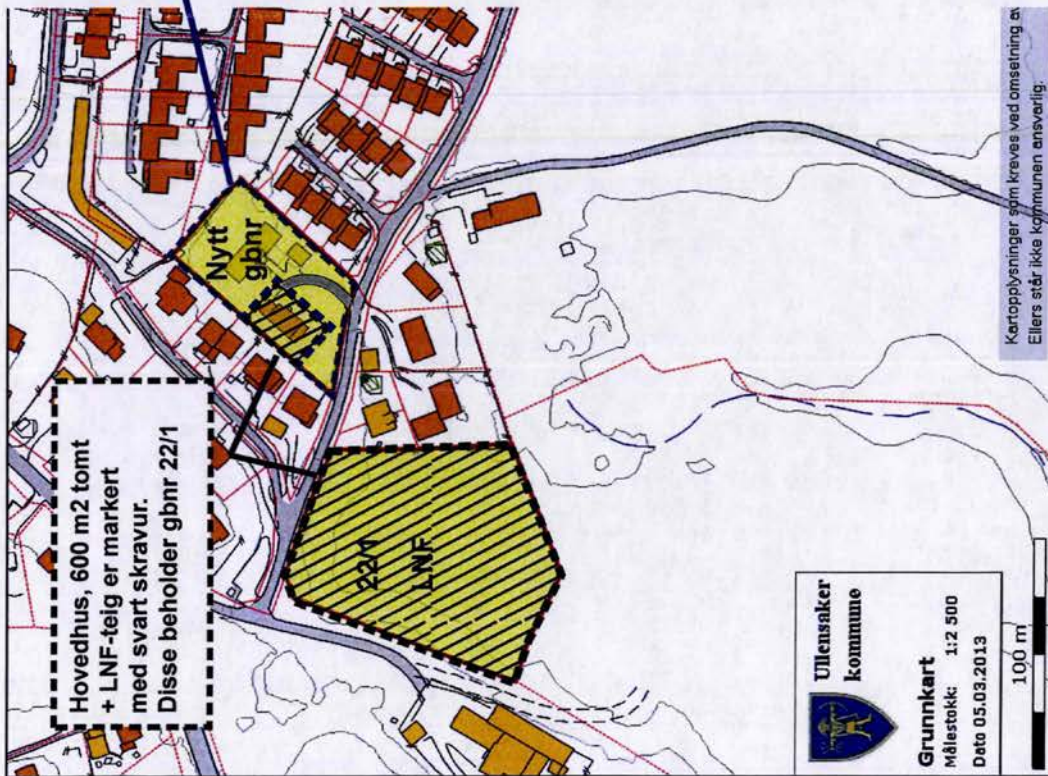 Hovedhus, 600 m2 tomt
+ LNF-teig er markert
med svart skravur.
Disse beholder gbnr 22/1
Nytt
gbnr
22/1
LNF
Ullensaker
kommune
Grunnkart
Målestokk: 1:2 500
Dato 05.03.2013
100 m
Kartopplysninger som kreves ved omsetning av
Ellers står ikke kommunen ansvarlig: